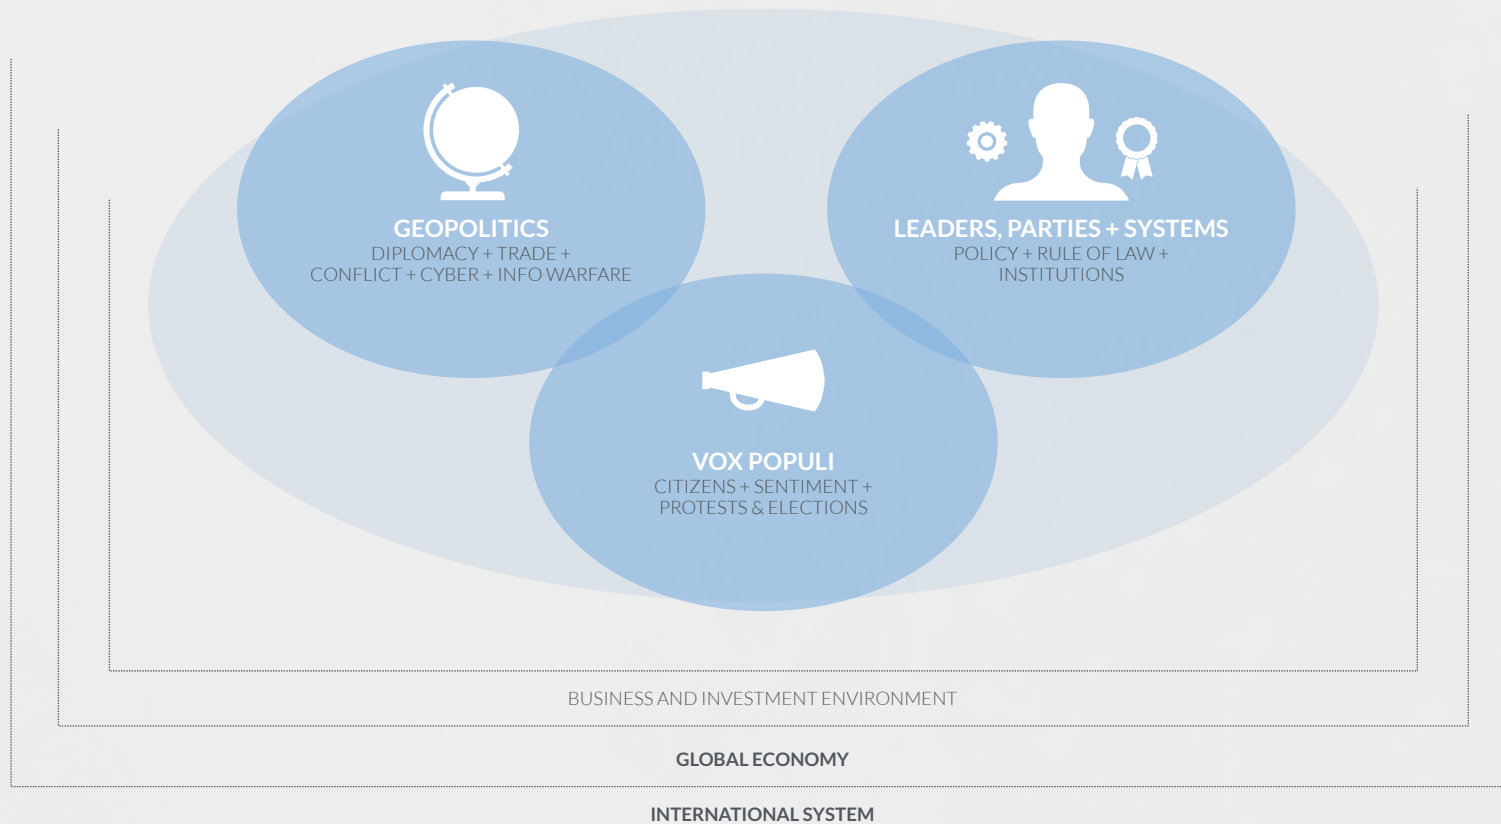 GEOPOLITICS
DIPLOMACY + TRADE +
CONFLICT + CYBER + INFO WARFARE
LEADERS, PARTIES + SYSTEMS
POLICY + RULE OF LAW +
INSTITUTIONS
VOX POPULI
CITIZENS + SENTIMENT +
PROTESTS & ELECTIONS
BUSINESS AND INVESTMENT ENVIRONMENT
GLOBAL ECONOMY
INTERNATIONAL SYSTEM